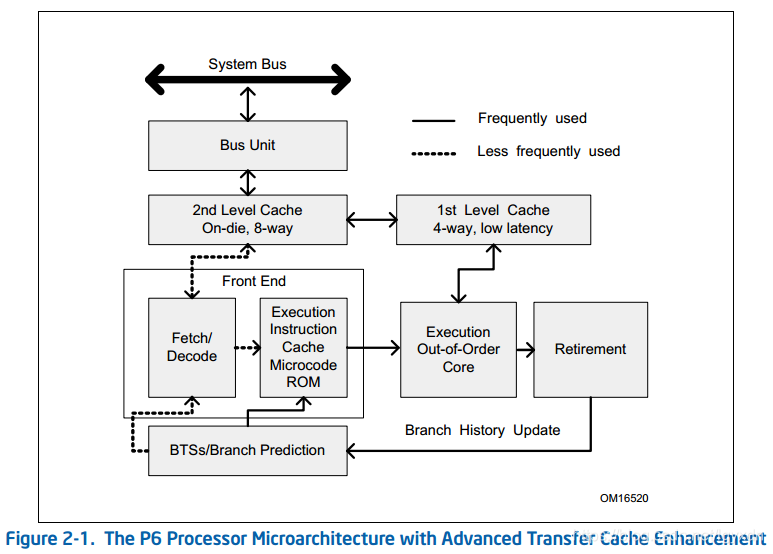 System Bus
Frequently used
Less frequently used
Bus Unit
2nd Level Cache
On-die, 8-way
1st Level Cache
4-way, low latency
Front End
Fetch/
Decode
Execution
Instruction
Cache
Microcode
ROM
Execution
Out-of-Order
Core
Retirement
BTSs/Branch Prediction
Branch History Update
OM16520
Figure 2-1. The P6 Processor Microarchitecture with Advanced Transfer Cache Enhancement